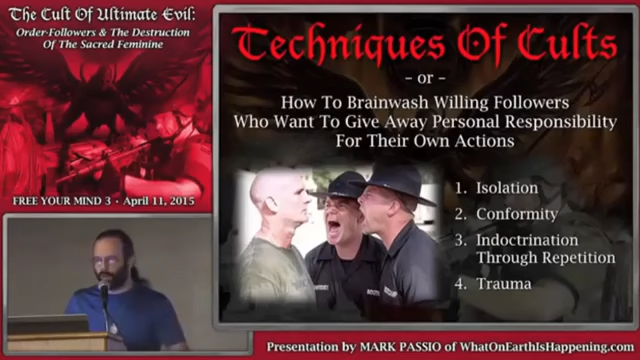 The Cult Of Ultimate Evil:
Order-Followers & The Destruction
Of The Sacred Feminine
FREE YOUR MIND 3 • April 11, 2015
Techniques Of Cults
- or -
How To Brainwash Willing Followers
Who Want To Give Away Personal Responsibility
For Their Own Actions
1. Isolation
2. Conformity
3. Indoctrination
Through Repetition
4. Trauma
Presentation by MARK PASSIO of WhatOnEarthIsHappening.com